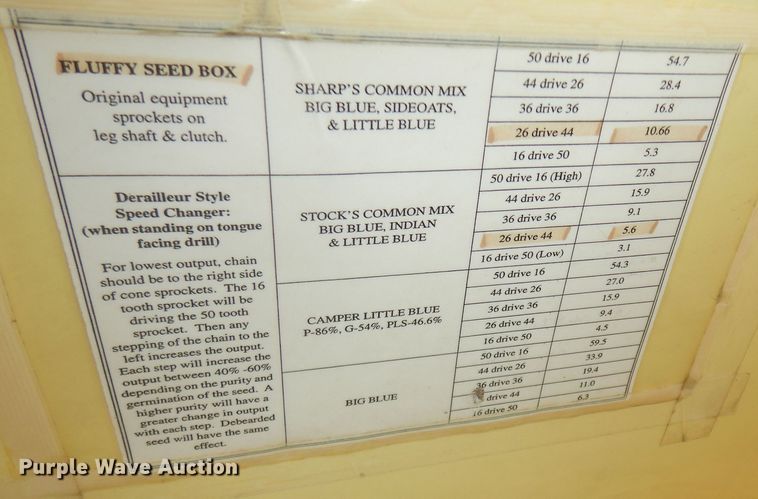 FLUFFY SEED BOX
Original equipment
sprockets on
leg shaft & clutch.
Derailleur Style
Speed Changer:
(when standing on tongue
facing drill)
For lowest output, chain
should be to the right side
of cone sprockets. The 16
tooth sprocket will be
driving the 50 tooth
sprocket. Then any
stepping of the chain to the
left increases the output.
Each step will increase the
output between 40% -60%
depending on the purity and
germination of the seed. A
higher purity will have a
greater change in output
with each step. Debearded
seed will have the same
effect.
SHARP'S COMMON MIX
BIG BLUE, SIDEOATS,
& LITTLE BLUE
50 drive 16 54.7
44 drive 26 28.4
36 drive 36 16.8
26 drive 44 10.66
16 drive 50 5.3
STOCK'S COMMON MIX
BIG BLUE, INDIAN
& LITTLE BLUE
50 drive 16 (High) 27.8
44 drive 26 15.9
36 drive 36 9.1
26 drive 44 5.6
16 drive 50 (Low) 3.1
CAMPER LITTLE BLUE
P-86%, G-54%, PLS-46.6%
50 drive 16 54.3
44 drive 26 27.0
36 drive 36 15.9
26 drive 44 9.4
16 drive 50 4.5
BIG BLUE
50 drive 16 59.5
44 drive 26 33.9
36 drive 36 19.4
drive 44 11.0
16 drive 50 6.3
Purple Wave Auction